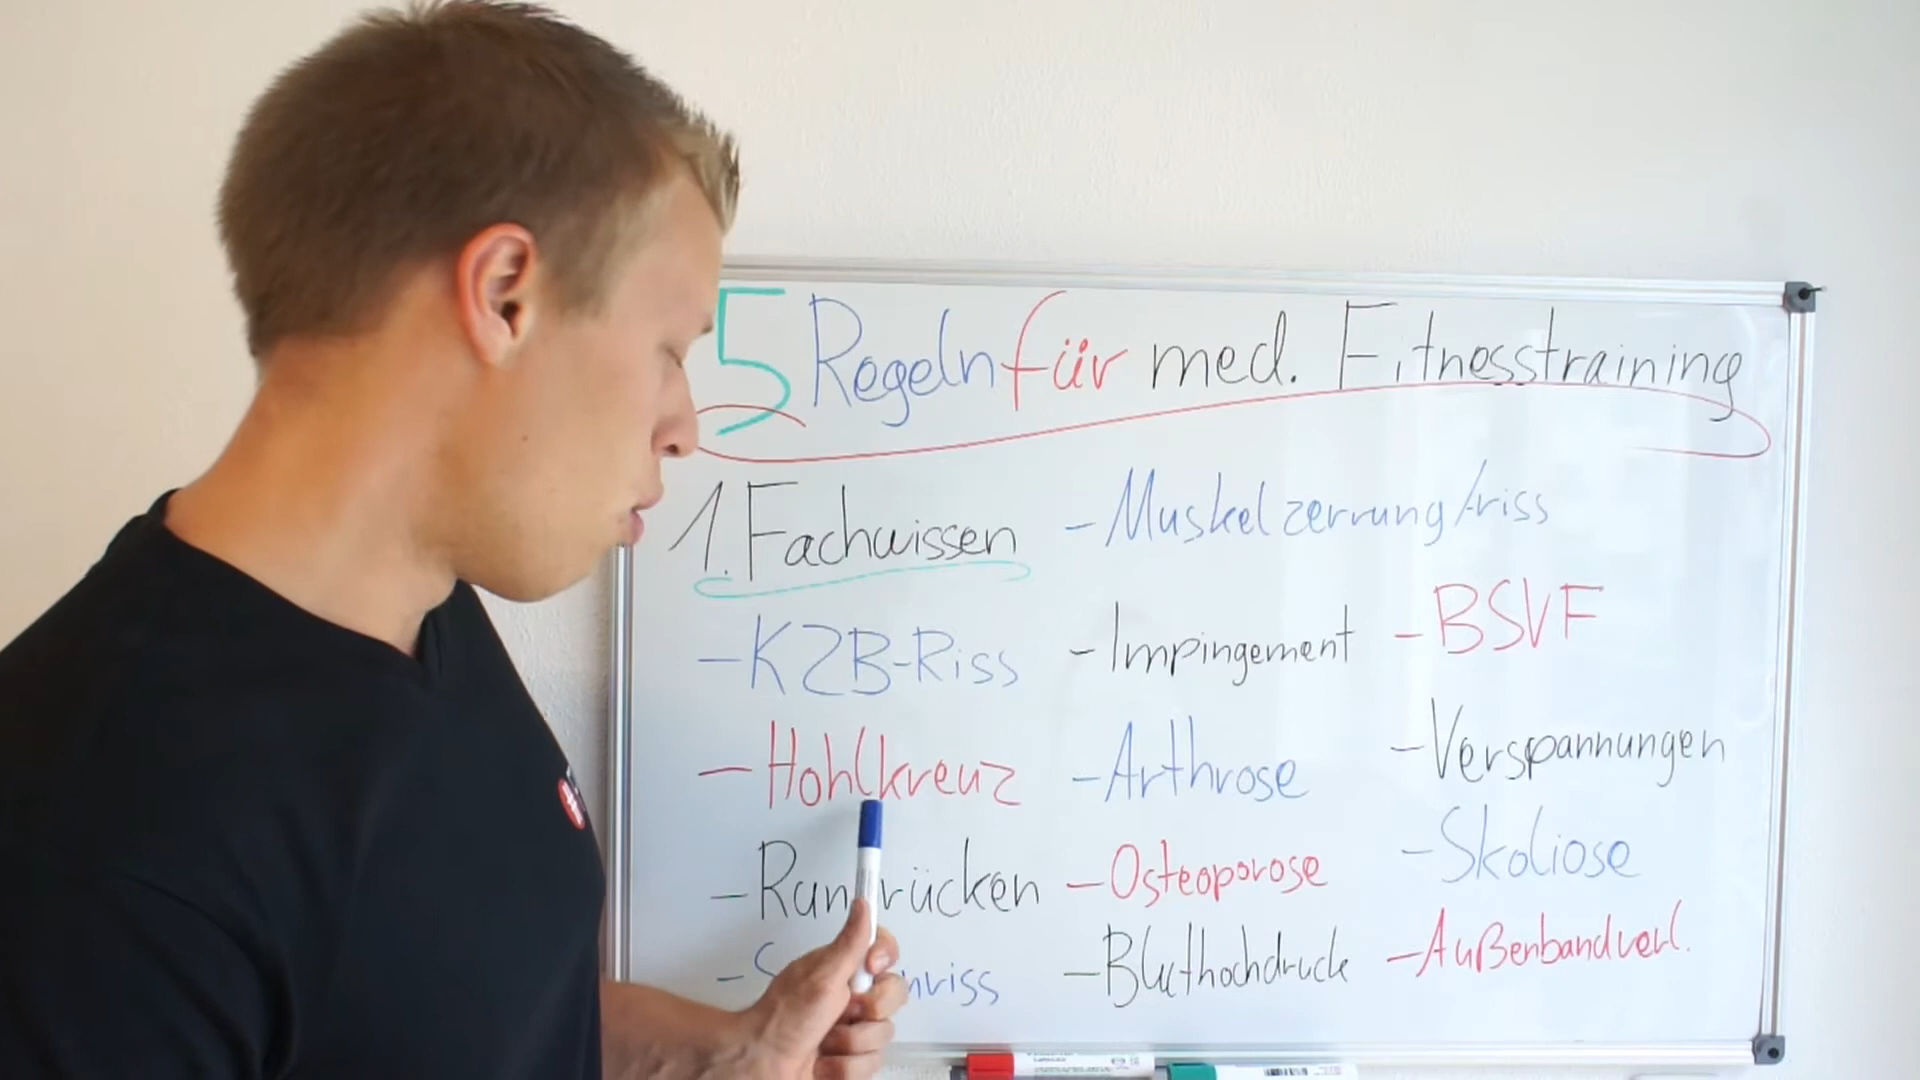 5 Regeln für med. Fitnesstraining
1. Fachwissen
- KZB-Riss
- Hohlkreuz
- Rundrücken
- Muskelzerrung/-riss
- Impingement
- Arthrose
- Osteoporose
- Bluthochdruck
- BSVF
- Verspannungen
- Skoliose
- Außenbandverl.